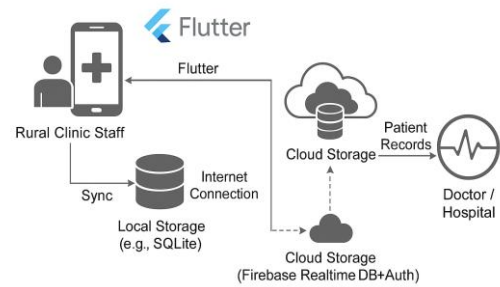 Flutter
Flutter
Rural Clinic Staff
Sync
Internet
Connection
Local Storage
(e.g., SQLite)
Cloud Storage
Patient
Records
Doctor /
Hospital
Cloud Storage
(Firebase Realtime DB+Auth)